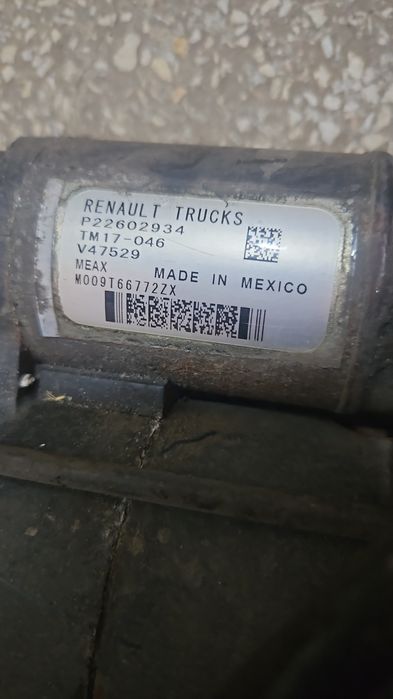 RENAULT TRUCKS
P22602934
TM17-046
V47529
MEAX
MADE IN MEXICO
M009T66772ZX